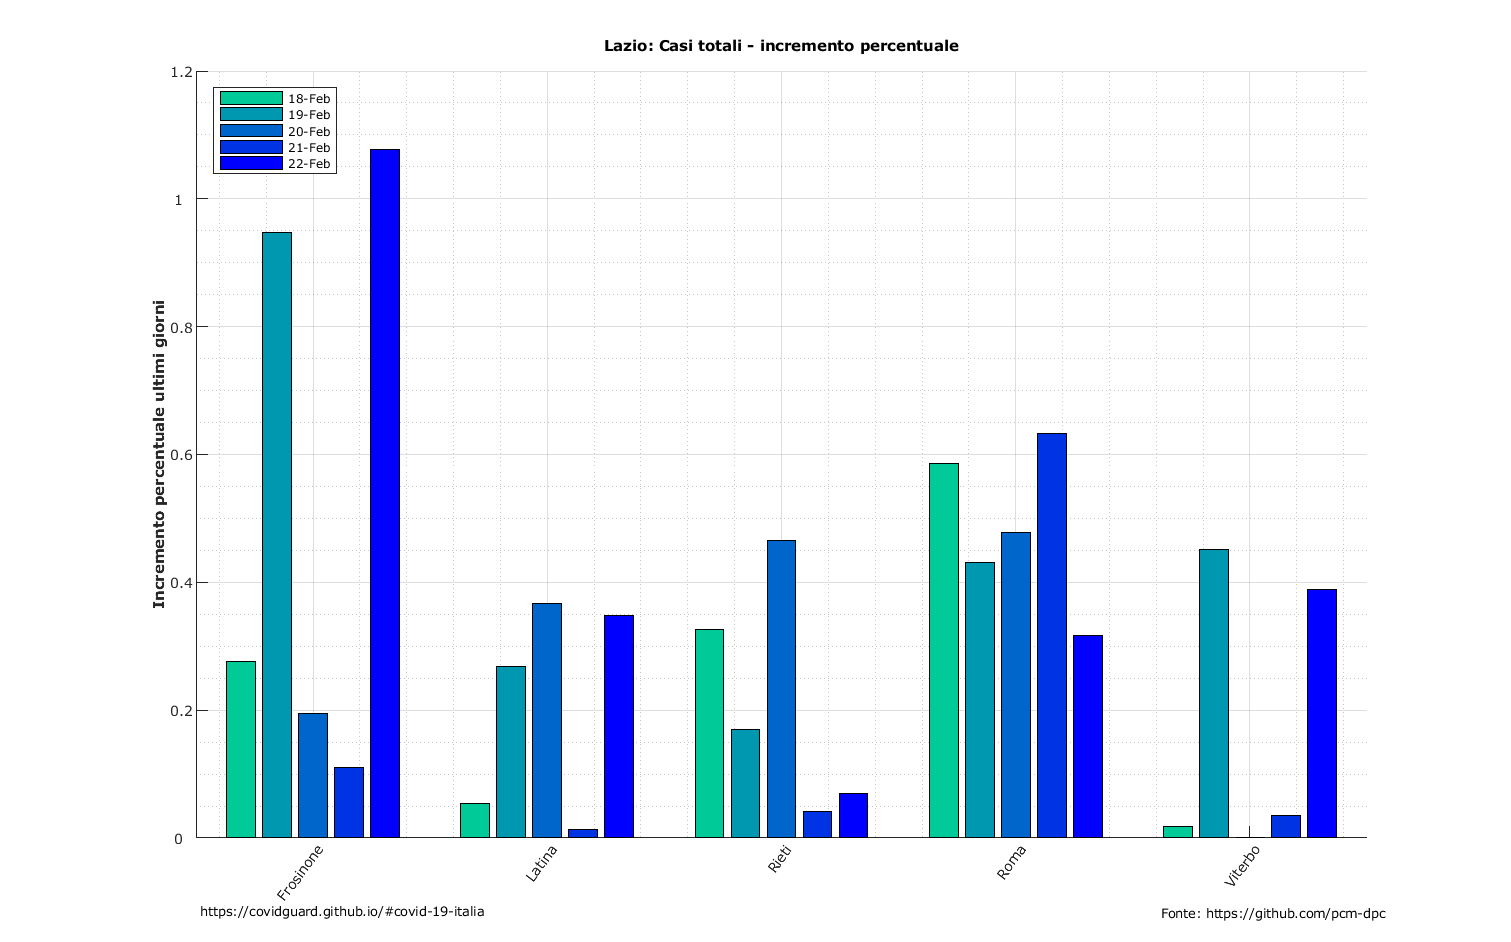 Lazio: Casi totali - incremento percentuale
1.2
1
0.8
0.6
0.4
0.2
0
Incremento percentuale ultimi giorni
18-Feb
19-Feb
20-Feb
21-Feb
22-Feb
Frosinone
Latina
Rieti
Roma
Viterbo
https://covidguard.github.io/#covid-19-italia
Fonte: https://github.com/pcm-dpc